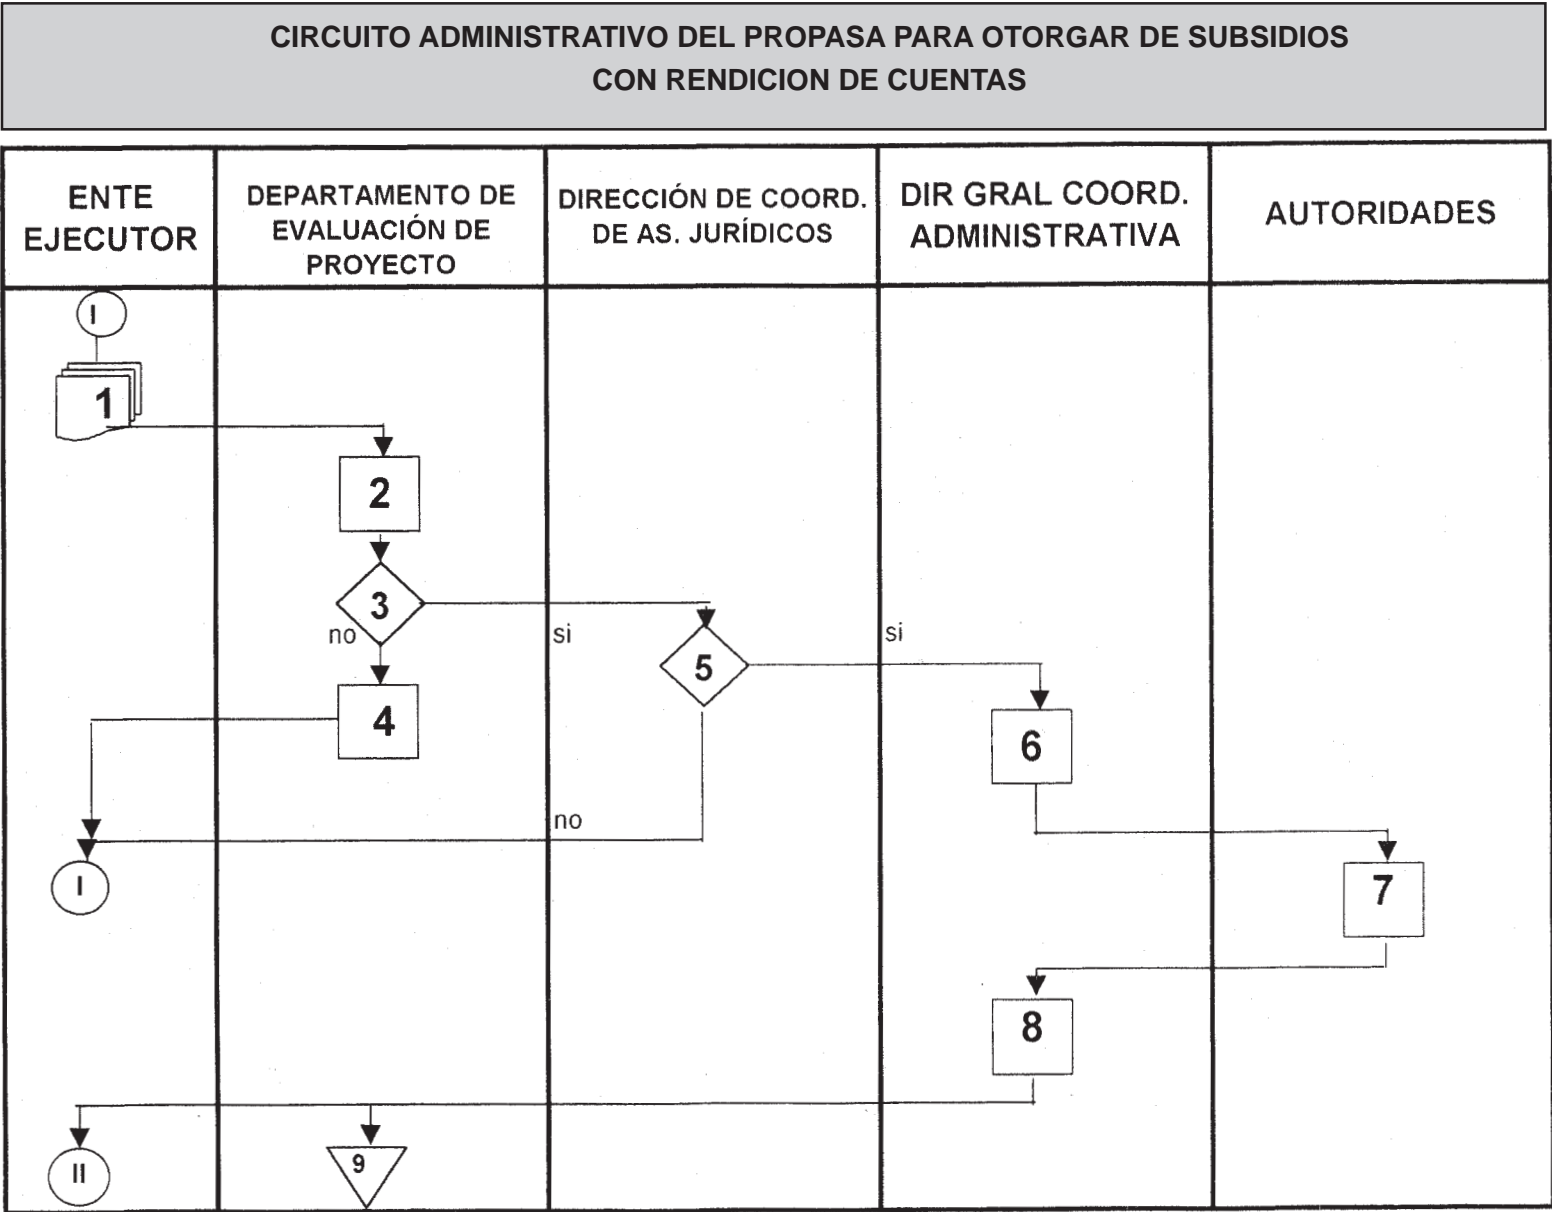 CIRCUITO ADMINISTRATIVO DEL PROPASA PARA OTORGAR DE SUBSIDIOS
CON RENDICION DE CUENTAS
ENTE
EJECUTOR
DEPARTAMENTO DE
EVALUACIÓN DE
PROYECTO
DIRECCIÓN DE COORD.
DE AS. JURÍDICOS
DIR GRAL COORD.
ADMINISTRATIVA
AUTORIDADES
I
1
2
3
no
si
si
5
4
6
no
I
7
8
II
9